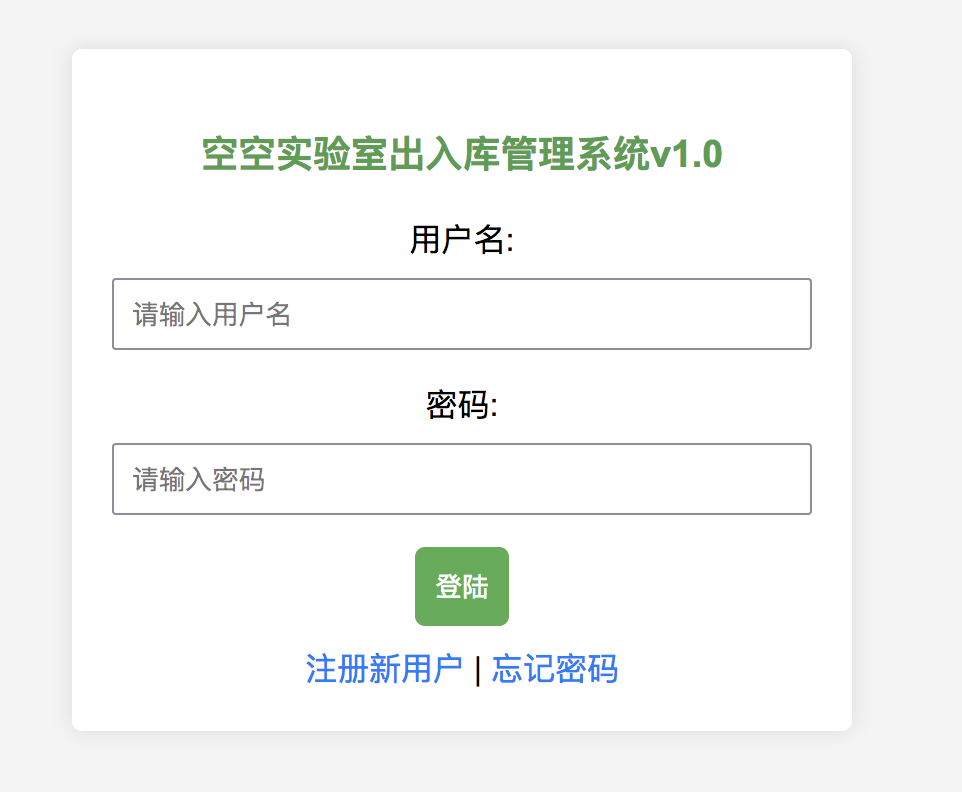 空空实验室出入库管理系统v1.0
用户名:
请输入用户名
密码:
请输入密码
登陆
注册新用户 | 忘记密码